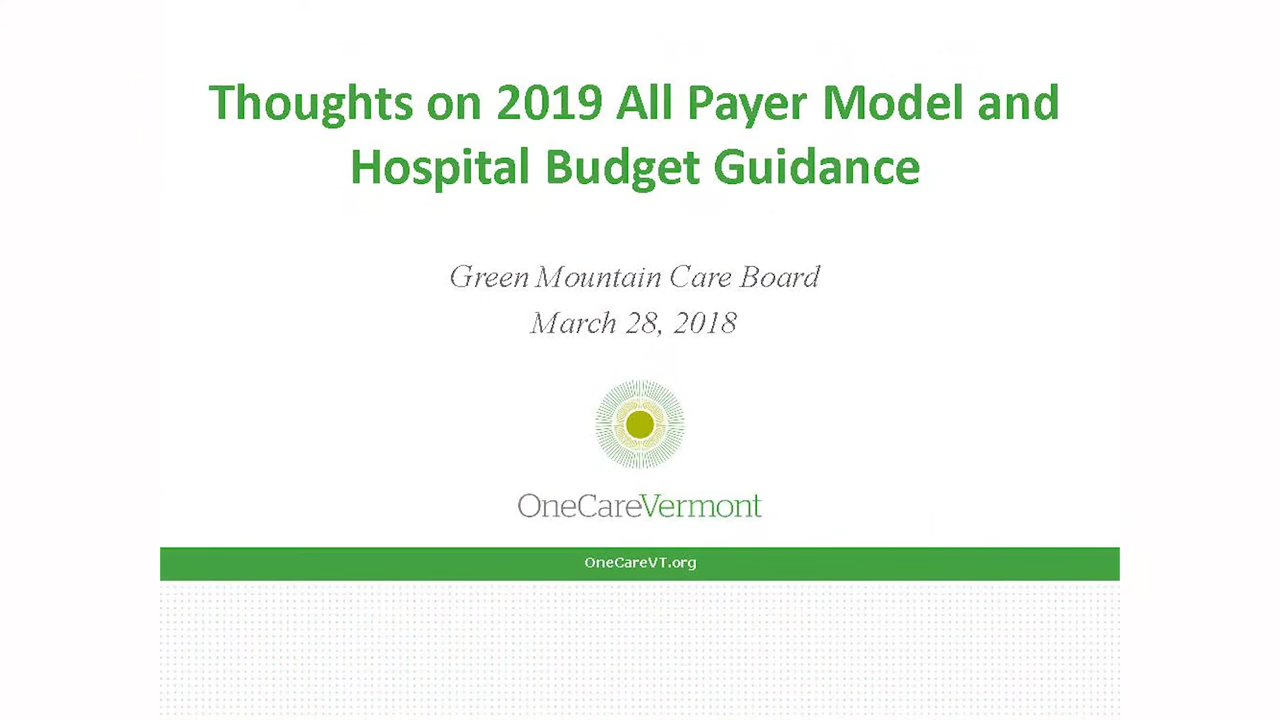 Thoughts on 2019 All Payer Model and
Hospital Budget Guidance
Green Mountain Care Board
March 28, 2018
OneCareVermont
OneCareVT.org